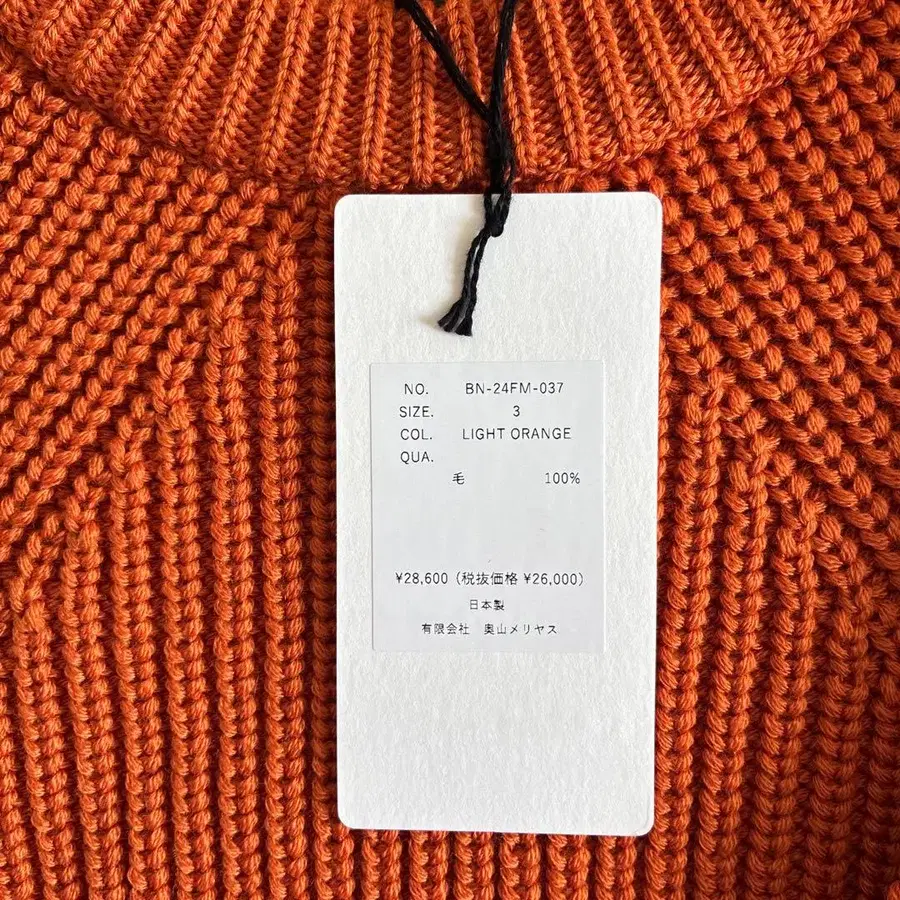 NO. BN-24FM-037
SIZE. 3
COL. LIGHT ORANGE
QUA.
毛 100%
¥28,600 (税抜価格 ¥26,000)
日本製
有限会社 奥山メリヤス